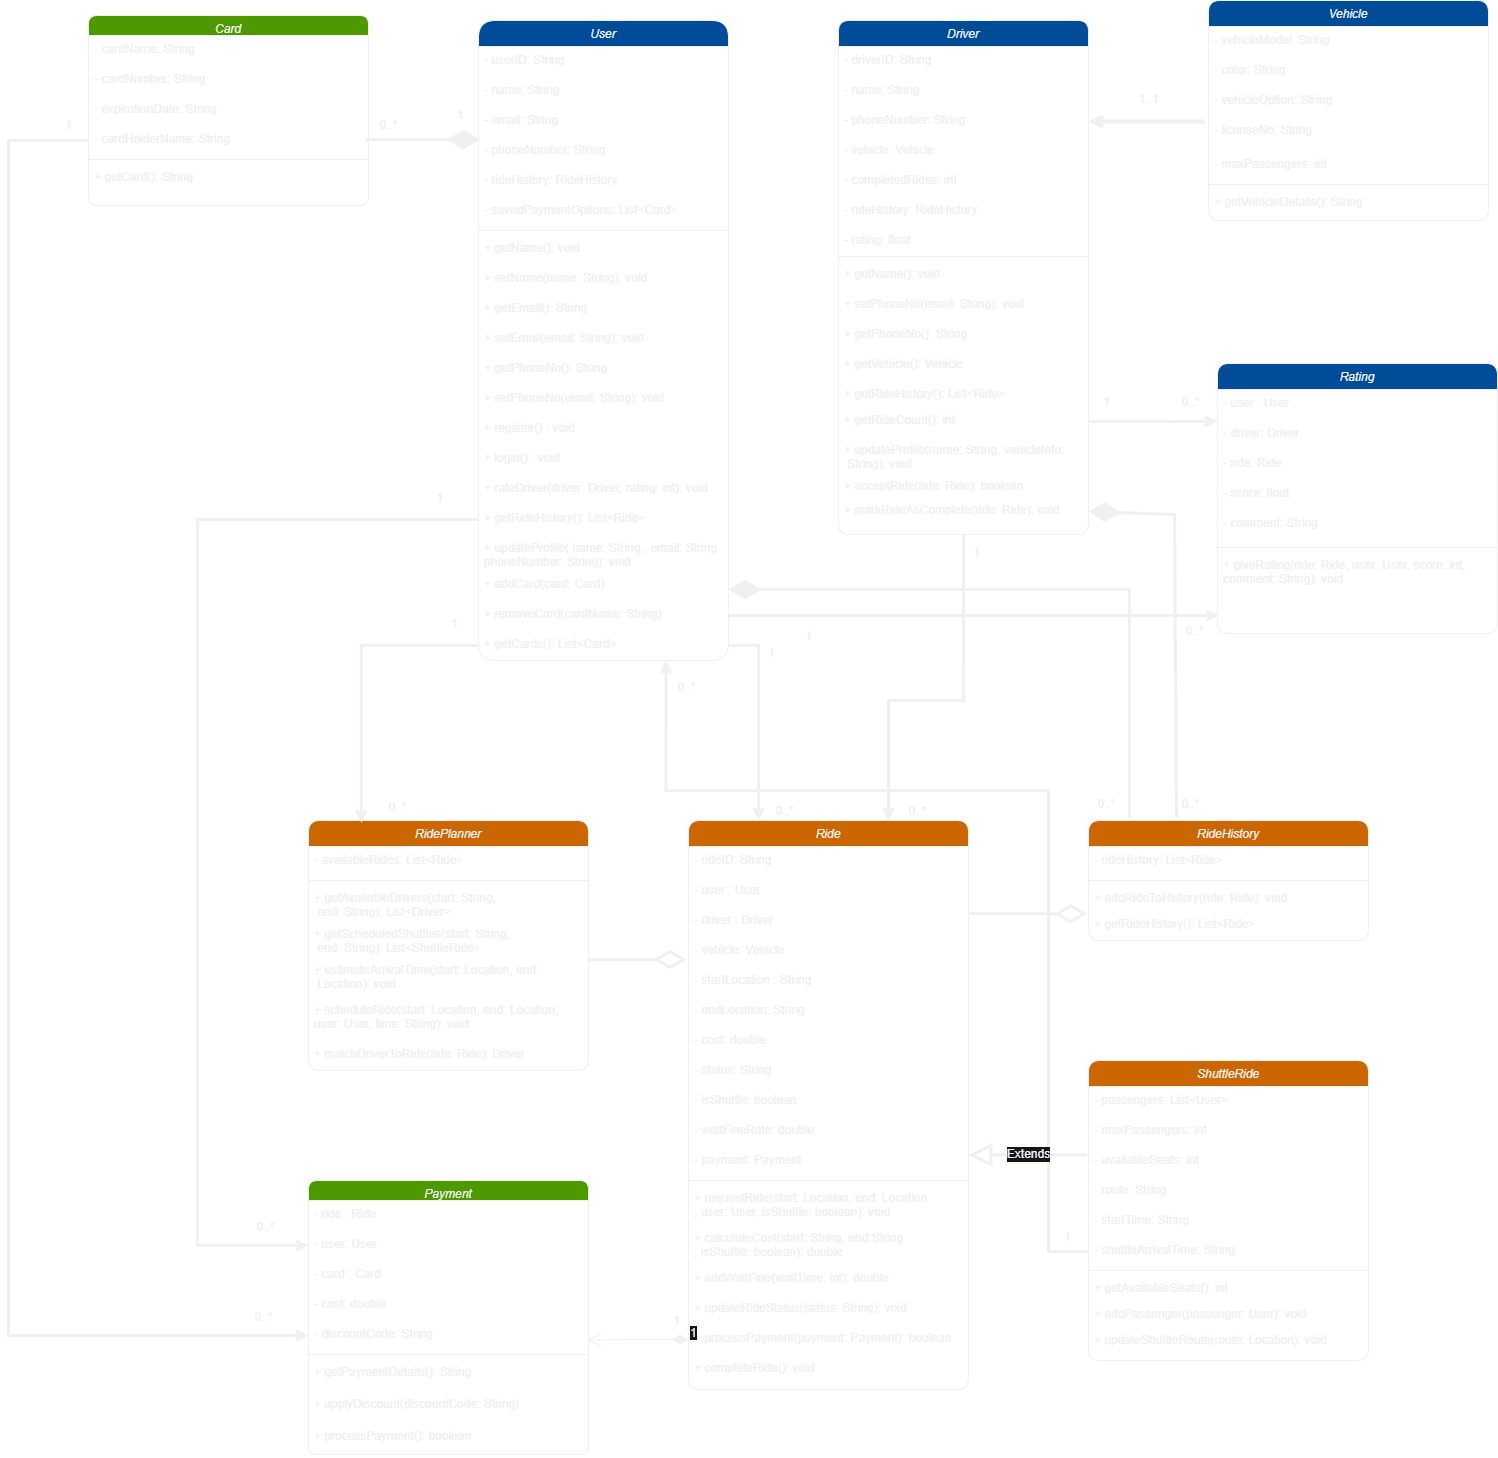 Card
- cardName: String
- cardNumber: String
- expirationDate: String
- cardHolderName: String
+ getCard(): String
1
0..*
1
User
- userID: String
- name: String
- email: String
- phoneNumber: String
- rideHistory: RideHistory
- savedPaymentOptions: List<Card>
+ getName(): void
+ setName(name: String): void
+ getEmail(): String
+ setEmail(email: String): void
+ getPhoneNo(): String
+ setPhoneNo(email: String): void
+ register() : void
+ login() : void
+ rateDriver(driver: Driver, rating: int): void
+ getRideHistory(): List<Ride>
+ updateProfile( name: String , email: String
phoneNumber: String): void
+ addCard(card: Card)
+ removeCard(cardName: String)
+ getCards(): List<Card>
Driver
- driverID: String
- name: String
- phoneNumber: String
- vehicle: Vehicle
- completedRides: int
- rideHistory: RideHistory
- rating: float
+ getName(): void
+ setPhoneNo(email: String): void
+ getPhoneNo(): String
+ getVehicle(): Vehicle
+ getRideHistory(): List<Ride>
+ getRideCount(): int
+ updateProfile(name: String, vehicleInfo:
String): void
+ acceptRide(ride: Ride): boolean
+ markRideAsComplete(ride: Ride): void
1..1
Vehicle
- vehicleModel: String
- color: String
- vehicleOption: String
- licenseNo: String
- maxPassengers: int
+ getVehicleDetails(): String
1
0..*
Rating
- user : User
- driver: Driver
- ride: Ride
- score: float
- comment: String
+ giveRating(ride: Ride, user: User, score: int,
comment: String): void
1
1
1
1
1
0..*
0..*
0..*
0..*
0..*
0..*
0..*
RidePlanner
- availableRides: List<Ride>
+ getAvailableDrivers(start: String,
end: String): List<Driver>
+ getScheduledShuttles(start: String,
end: String): List<ShuttleRide>
+ estimateArrivalTime(start: Location, end:
Location): void
+ scheduleRide(start: Location, end: Location,
user: User, time: String): void
+ matchDriverToRide(ride: Ride): Driver
Ride
- rideID: String
- user : User
- driver : Driver
- vehicle: Vehicle
- startLocation : String
- endLocation: String
- cost: double
- status: String
- isShuttle: boolean
- waitFineRate: double
- payment: Payment
+ requestRide(start: Location, end: Location
, user: User, isShuttle: boolean): void
+ calculateCost(start: String, end:String
, isShuttle: boolean): double
+ addWaitFine(waitTime: int): double
+ updateRideStatus(status: String): void
processPayment(payment: Payment): boolean
+ completeRide(): void
RideHistory
- rideHistory: List<Ride>
+ addRideToHistory(ride: Ride): void
+ getRideHistory(): List<Ride>
Extends
1
ShuttleRide
- passengers: List<User>
- maxPassengers: int
- availableSeats: int
- route: String
- startTime: String
- shuttleArrivalTime: String
+ getAvailableSeats(): int
+ addPassenger(passenger: User): void
+ updateShuttleRoute(route: Location): void
0..*
0..*
Payment
- ride : Ride
- user: User
- card : Card
- cost: double
- discountCode: String
+ getPaymentDetails(): String
+ applyDiscount(discountCode: String)
+ processPayment(): boolean
1
1